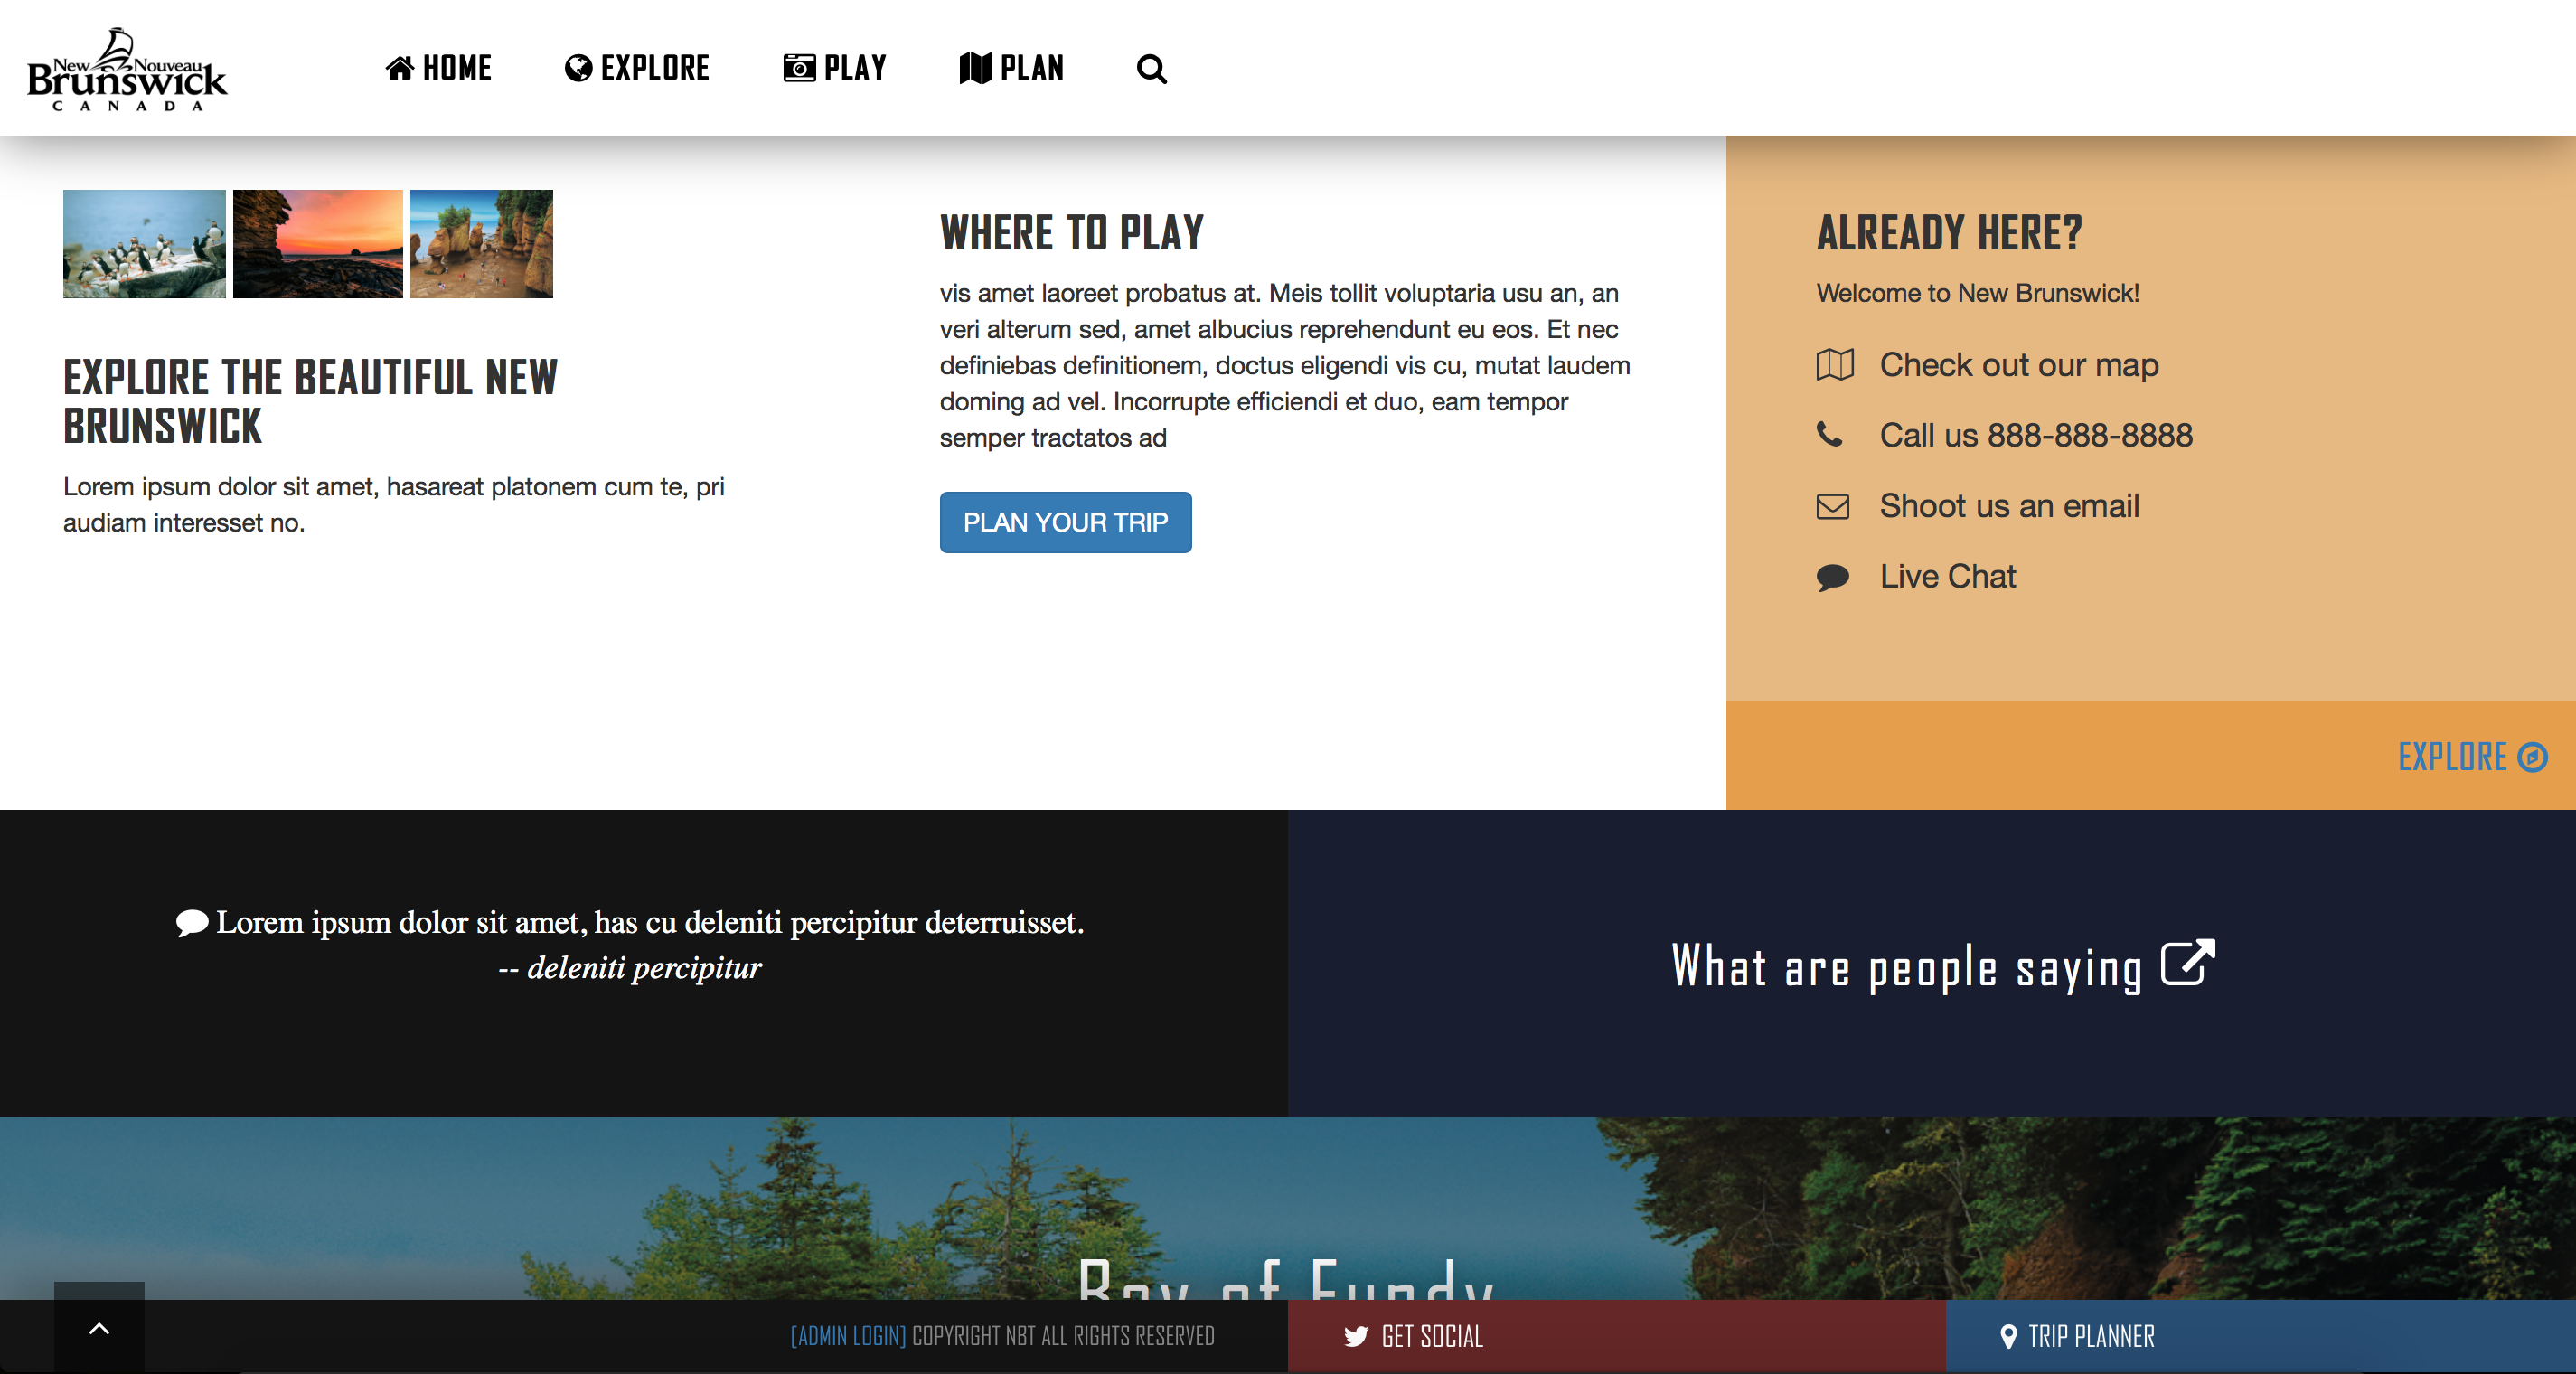 New Nouveau
Brunswick
CANADA
HOME
EXPLORE
PLAY
PLAN
EXPLORE THE BEAUTIFUL NEW
BRUNSWICK
Lorem ipsum dolor sit amet, hasareat platonem cum te, pri
audiam interesset no.
WHERE TO PLAY
vis amet laoreet probatus at. Meis tollit voluptaria usu an, an
veri alterum sed, amet albucius reprehendunt eu eos. Et nec
definiebas definitionem, doctus eligendi vis cu, mutat laudem
doming ad vel. Incorrupte efficiendi et duo, eam tempor
semper tractatos ad
PLAN YOUR TRIP
ALREADY HERE?
Welcome to New Brunswick!
Check out our map
Call us 888-888-8888
Shoot us an email
Live Chat
EXPLORE
Lorem ipsum dolor sit amet, has cu deleniti percipitur deterruisset.
-- deleniti percipitur
What are people saying
Bay of Fundy
[ADMIN LOGIN] COPYRIGHT NBT ALL RIGHTS RESERVED
GET SOCIAL
TRIP PLANNER